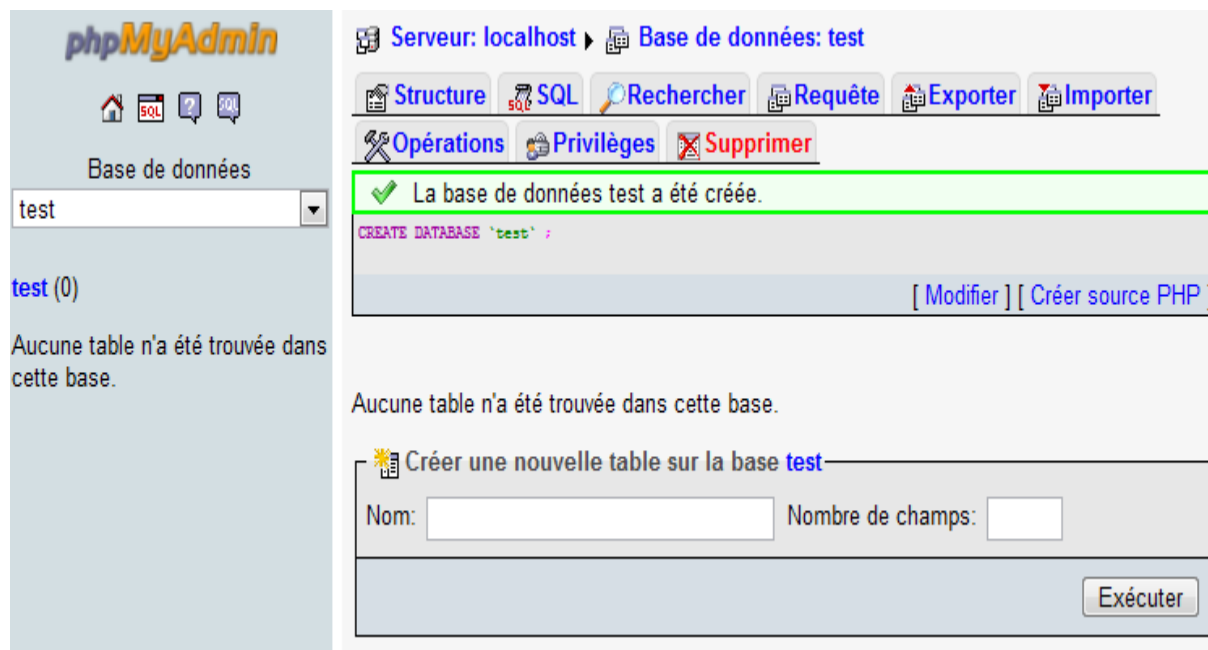 phpMyAdmin
SQL ? SQL
Base de données
test
test (0)
Aucune table n'a été trouvée dans
cette base.
Serveur: localhost Base de données: test
Structure SQL Rechercher Requête Exporter Importer
Opérations Privilèges Supprimer
La base de données test a été créée.
CREATE DATABASE `test` ;
[ Modifier ] [ Créer source PHP ]
Aucune table n'a été trouvée dans cette base.
Créer une nouvelle table sur la base test
Nom: Nombre de champs:
Exécuter